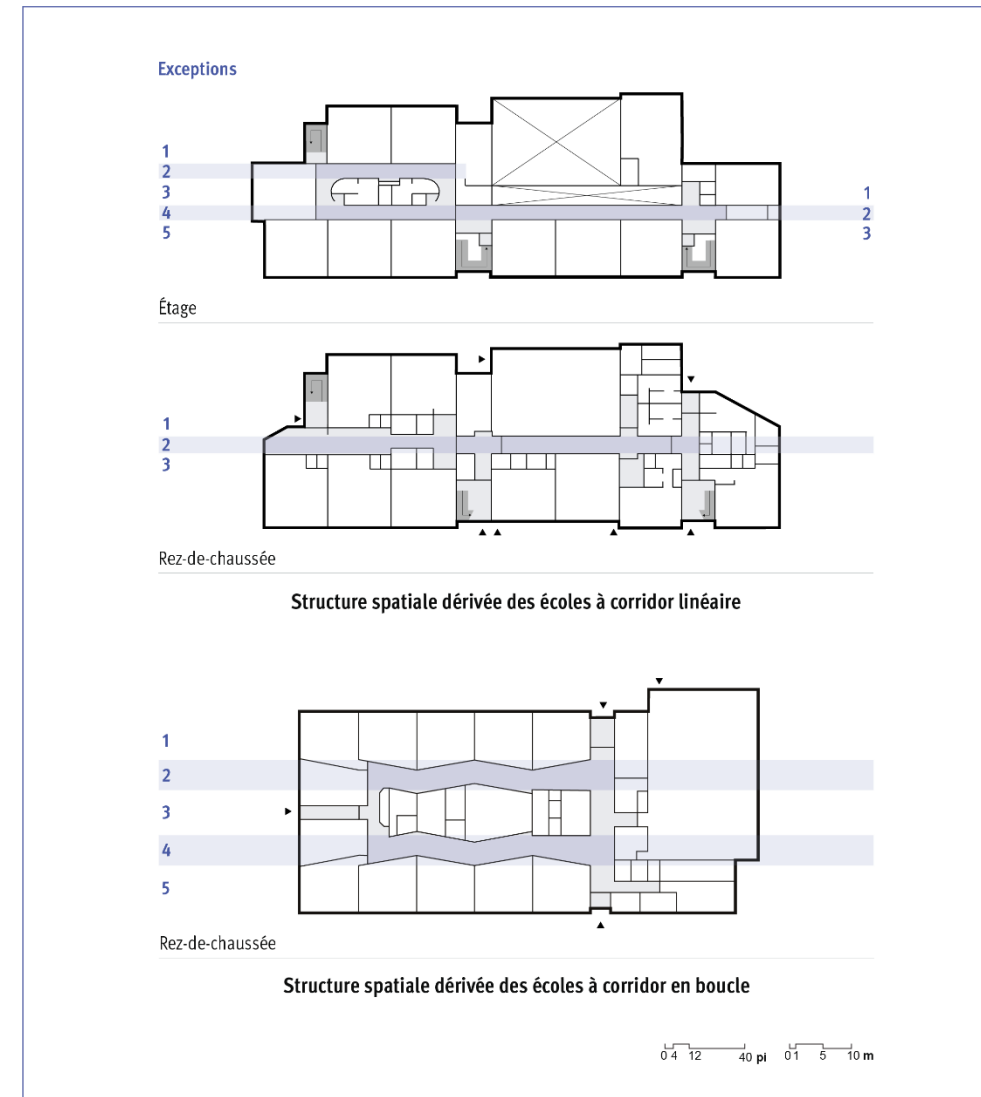 Exceptions
1
2
3
4
5
1
2
3
Étage
1
2
3
Rez-de-chaussée
Structure spatiale dérivée des écoles à corridor linéaire
1
2
3
4
5
Rez-de-chaussée
Structure spatiale dérivée des écoles à corridor en boucle
0 4 12 40 pi 0 1 5 10 m